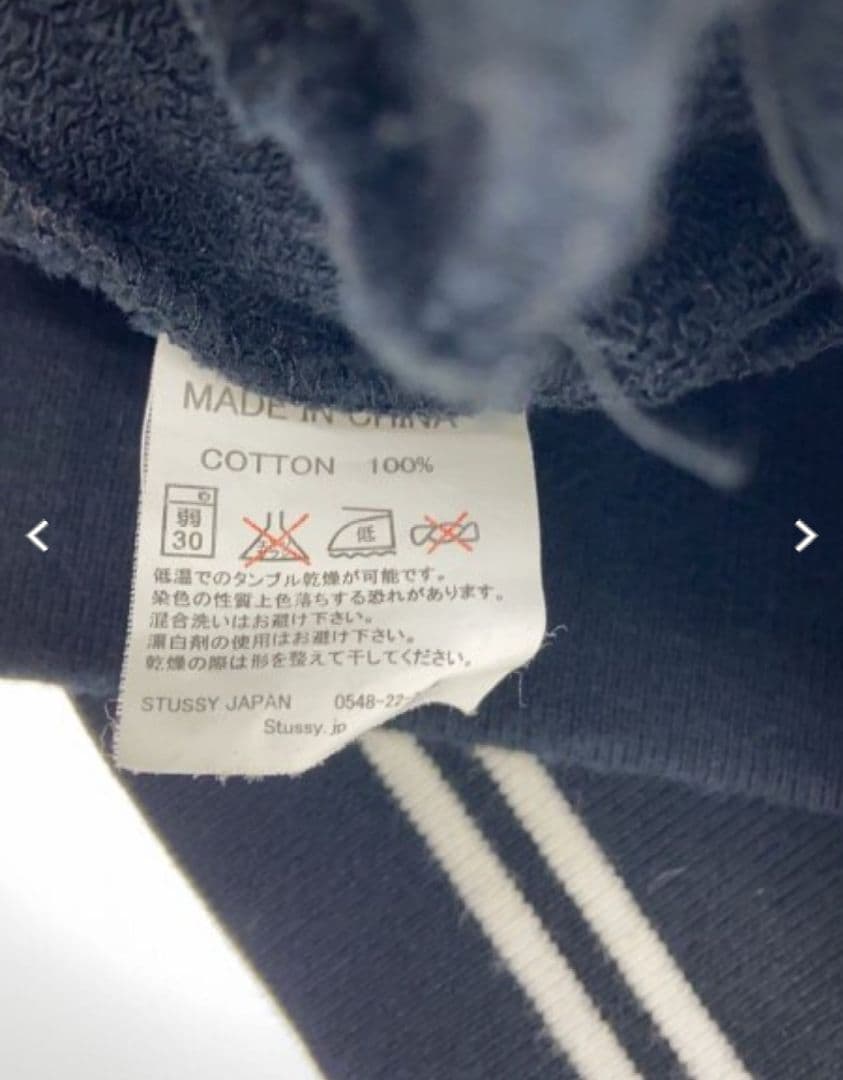 MADE IN CHINA
COTTON 100%
弱
30
低
低温でのタンブル乾燥が可能です。
染色の性質上色落ちする恐れがあります。
混合洗いはお避け下さい。
漂白剤の使用はお避け下さい。
乾燥の際は形を整えて干してください。
STUSSY JAPAN 0548-22-
Stussy.jp